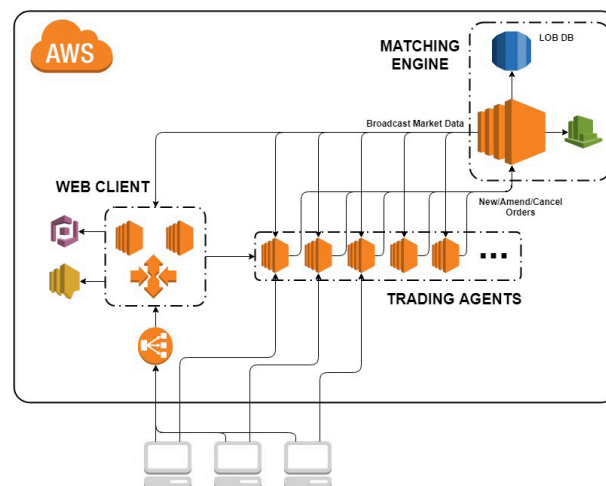 AWS
MATCHING
ENGINE
LOB DB
Broadcast Market Data
WEB CLIENT
New/Amend/Cancel
Orders
TRADING AGENTS